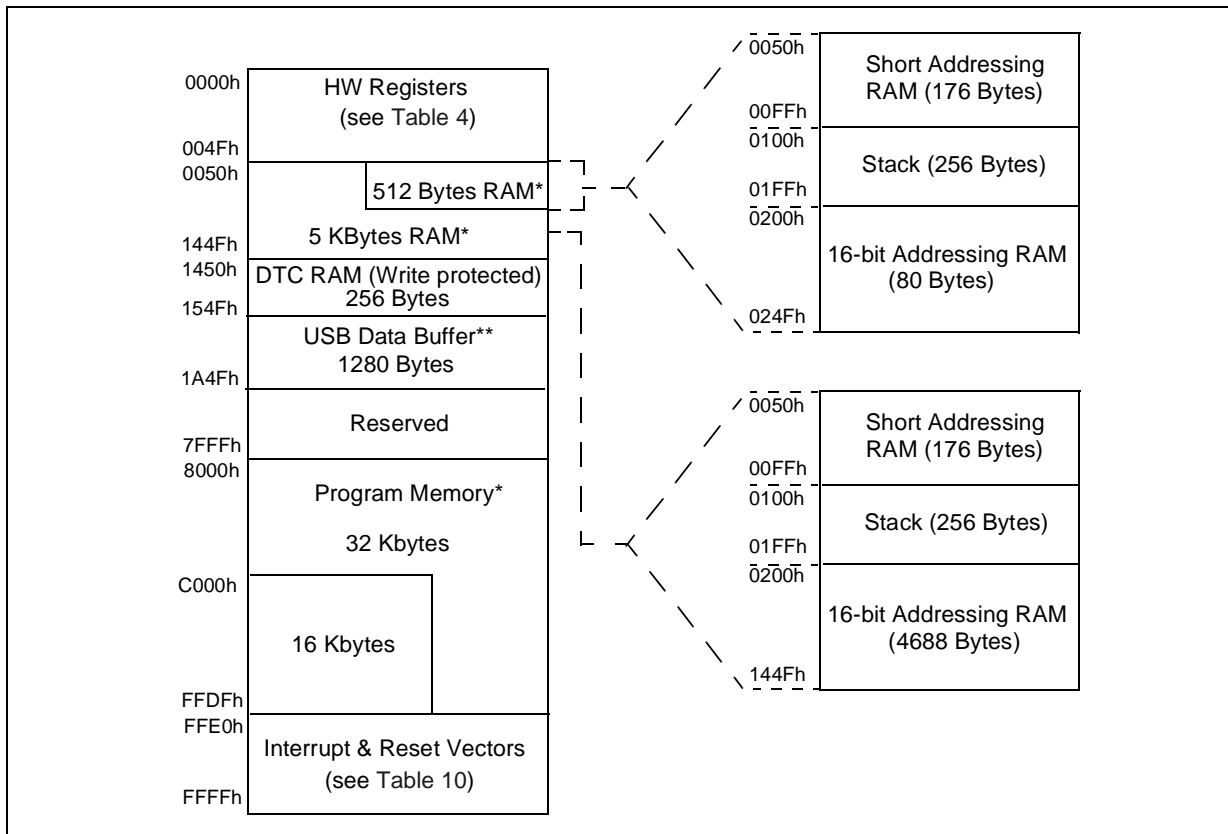 0000h
HW Registers
(see Table 4)
004Fh
0050h
512 Bytes RAM*
5 KBytes RAM*
144Fh
1450h
DTC RAM (Write protected)
256 Bytes
154Fh
USB Data Buffer**
1280 Bytes
1A4Fh
Reserved
7FFFh
8000h
Program Memory*
32 Kbytes
C000h
16 Kbytes
FFDFh
FFE0h
Interrupt & Reset Vectors
(see Table 10)
FFFFh
0050h
Short Addressing
RAM (176 Bytes)
00FFh
0100h
Stack (256 Bytes)
01FFh
0200h
16-bit Addressing RAM
(80 Bytes)
024Fh
0050h
Short Addressing
RAM (176 Bytes)
00FFh
0100h
Stack (256 Bytes)
01FFh
0200h
16-bit Addressing RAM
(4688 Bytes)
144Fh